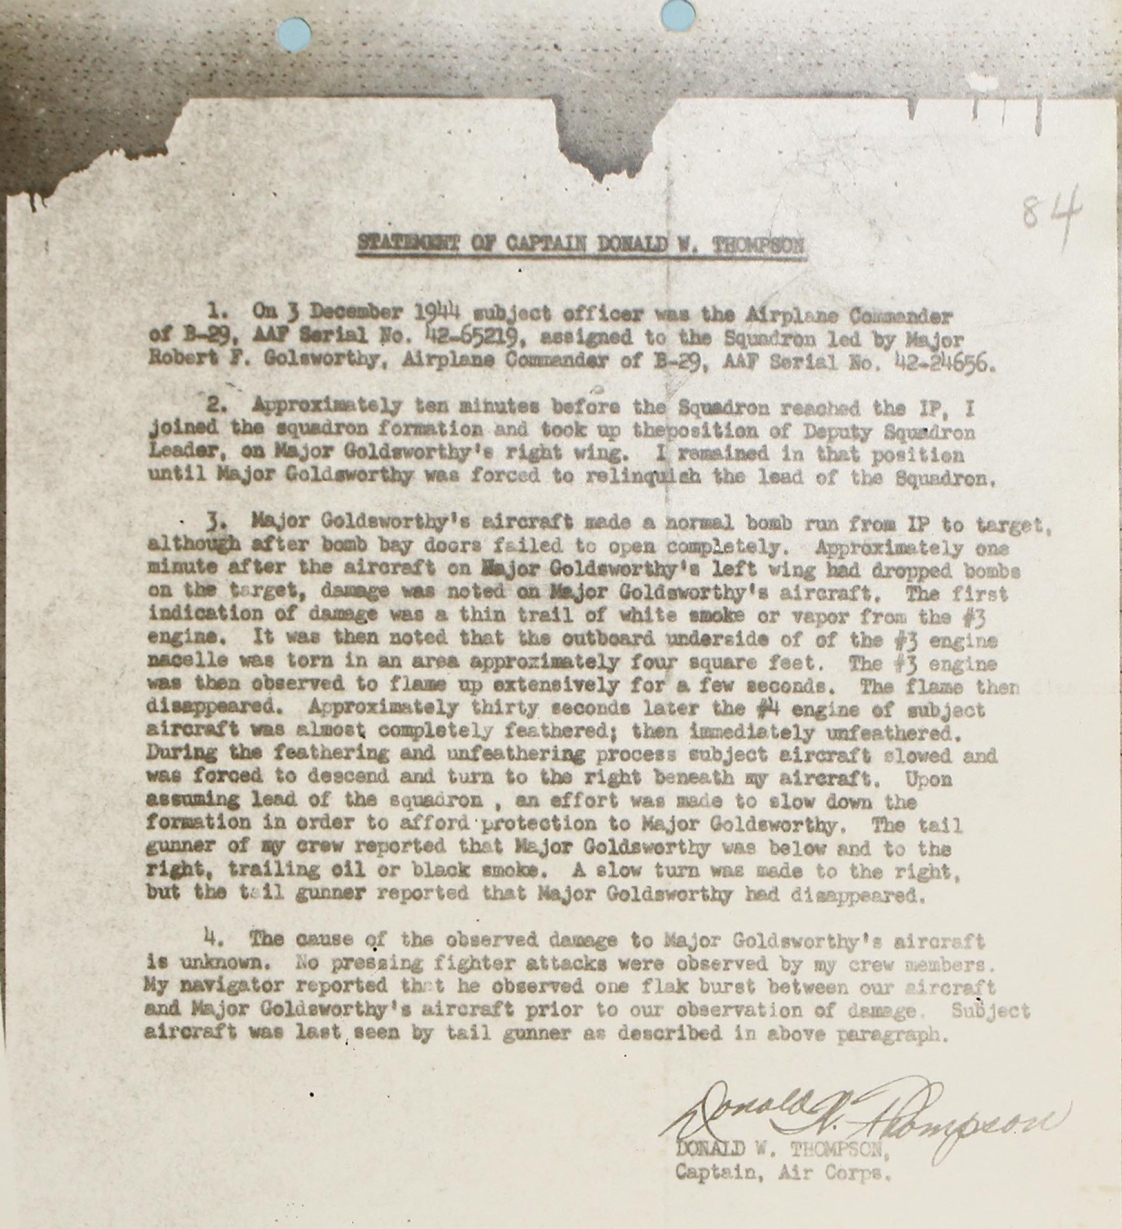 84
STATEMENT OF CAPTAIN DONALD W. THOMPSON
1. On 3 December 1944 subject officer was the Airplane Commander
of B-29, AAF Serial No. 42-65219, assigned to the Squadron led by Major
Robert F. Golsworthy, Airplane Commander of B-29, AAF Serial No. 42-24656.
2. Approximately ten minutes before the Squadron reached the IP, I
joined the squadron formation and took up theposition of Deputy Squadron
Leader, on Major Goldsworthy's right wing. I remained in that position
until Major Goldsworthy was forced to relinquish the lead of the Squadron.
3. Major Goldsworthy's aircraft made a normal bomb run from IP to target,
although after bomb bay doors failed to open completely. Approximately one
minute after the aircraft on Major Goldsworthy's left wing had dropped bombs
on the target, damage was noted on Major Goldsworthy's aircraft. The first
indication of damage was a thin trail of white smoke or vapor from the #3
engine. It was then noted that the outboard underside of of the #3 engine
nacelle was torn in an area approximately four square feet. The #3 engine
was then observed to flame up extensively for a few seconds. The flame then
disappeared. Approximately thirty seconds later the #4 engine of subject
aircraft was almost completely feathered; then immediately unfeathered.
During the feathering and unfeathering process subject aircraft slowed and
was forced to descend and turn to the right beneath my aircraft. Upon
assuming lead of the squadron , an effort was made to slow down the
formation in order to afford protection to Major Goldsworthy. The tail
gunner of my crew reported that Major Goldsworthy was below and to the
right, trailing oil or black smoke. A slow turn was made to the right,
but the tail gunner reported that Major Goldsworthy had disappeared.
4. The cause of the observed damage to Major Goldsworthy's aircraft
is unknown. No pressing fighter attacks were observed by my crew members.
My navigator reported that he observed one flak burst between our aircraft
and Major Goldsworthy's aircraft prior to our observation of damage. Subject
aircraft was last seen by tail gunner as described in above paragraph.
Donald W. Thompson
DONALD W. THOMPSON,
Captain, Air Corps.